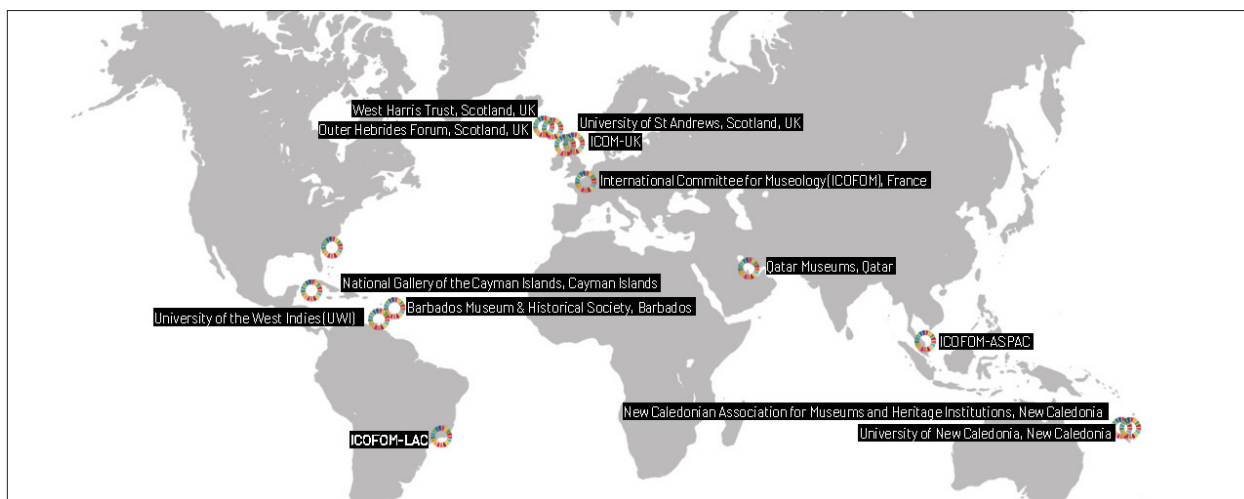 West Harris Trust, Scotland, UK
University of St Andrews, Scotland, UK
Outer Hebrides Forum, Scotland, UK
ICOM-UK
International Committee for Museology (ICOFOM), France
Qatar Museums, Qatar
National Gallery of the Cayman Islands, Cayman Islands
Barbados Museum & Historical Society, Barbados
University of the West Indies (UWI)
ICOFOM-ASPAC
New Caledonian Association for Museums and Heritage Institutions, New Caledonia
University of New Caledonia, New Caledonia
ICOFOM-LAC